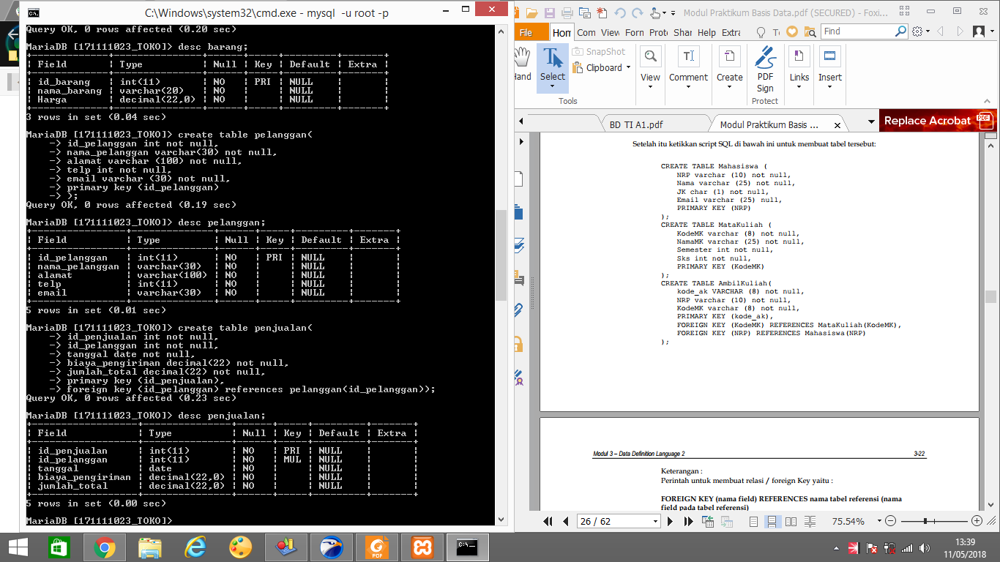 C:\Windows\system32\cmd.exe - mysql -u root -p
Query OK, 0 rows affected (0.20 sec)
MariaDB [171111023_TOKO]> desc barang;
+-------------+---------------+------+-----+---------+-------+
¦ Field ¦ Type ¦ Null ¦ Key ¦ Default ¦ Extra ¦
+-------------+---------------+------+-----+---------+-------+
¦ id_barang ¦ int(11) ¦ NO ¦ PRI ¦ NULL ¦ ¦
¦ nama_barang ¦ varchar(20) ¦ NO ¦ ¦ NULL ¦ ¦
¦ Harga ¦ decimal(22,0) ¦ NO ¦ ¦ NULL ¦ ¦
+-------------+---------------+------+-----+---------+-------+
3 rows in set (0.04 sec)
MariaDB [171111023_TOKO]> create table pelanggan(
-> id_pelanggan int not null,
-> nama_pelanggan varchar(30) not null,
-> alamat varchar (100) not null,
-> telp int not null,
-> email varchar (30) not null,
-> primary key (id_pelanggan)
-> );
Query OK, 0 rows affected (0.19 sec)
MariaDB [171111023_TOKO]> desc pelanggan;
+----------------+--------------+------+-----+---------+-------+
¦ Field ¦ Type ¦ Null ¦ Key ¦ Default ¦ Extra ¦
+----------------+--------------+------+-----+---------+-------+
¦ id_pelanggan ¦ int(11) ¦ NO ¦ PRI ¦ NULL ¦ ¦
¦ nama_pelanggan ¦ varchar(30) ¦ NO ¦ ¦ NULL ¦ ¦
¦ alamat ¦ varchar(100) ¦ NO ¦ ¦ NULL ¦ ¦
¦ telp ¦ int(11) ¦ NO ¦ ¦ NULL ¦ ¦
¦ email ¦ varchar(30) ¦ NO ¦ ¦ NULL ¦ ¦
+----------------+--------------+------+-----+---------+-------+
5 rows in set (0.01 sec)
MariaDB [171111023_TOKO]> create table penjualan(
-> id_penjualan int not null,
-> id_pelanggan int not null,
-> tanggal date not null,
-> biaya_pengiriman decimal(22) not null,
-> jumlah_total decimal(22) not null,
-> primary key (id_penjualan),
-> foreign key (id_pelanggan) references pelanggan(id_pelanggan));
Query OK, 0 rows affected (0.23 sec)
MariaDB [171111023_TOKO]> desc penjualan;
+------------------+---------------+------+-----+---------+-------+
¦ Field ¦ Type ¦ Null ¦ Key ¦ Default ¦ Extra ¦
+------------------+---------------+------+-----+---------+-------+
¦ id_penjualan ¦ int(11) ¦ NO ¦ PRI ¦ NULL ¦ ¦
¦ id_pelanggan ¦ int(11) ¦ NO ¦ MUL ¦ NULL ¦ ¦
¦ tanggal ¦ date ¦ NO ¦ ¦ NULL ¦ ¦
¦ biaya_pengiriman ¦ decimal(22,0) ¦ NO ¦ ¦ NULL ¦ ¦
¦ jumlah_total ¦ decimal(22,0) ¦ NO ¦ ¦ NULL ¦ ¦
+------------------+---------------+------+-----+---------+-------+
5 rows in set (0.00 sec)
MariaDB [171111023_TOKO]>
Modul Praktikum Basis Data.pdf (SECURED) - Foxi...
File Hom Com View Forn Prote Shar Help Extra Te Find
Hand Select SnapShot Clipboard View Comment Create PDF Sign Links Insert
Tools Protect
BD TI A1.pdf Modul Praktikum Basis ... Replace Acrobat PDF
Setelah itu ketikkan script SQL di bawah ini untuk membuat tabel tersebut:
CREATE TABLE Mahasiswa (
NRP varchar (10) not null,
Nama varchar (25) not null,
JK char (1) not null,
Email varchar (25) null,
PRIMARY KEY (NRP)
);
CREATE TABLE MataKuliah (
KodeMK varchar (8) not null,
NamaMK varchar (25) not null,
Semester int not null,
Sks int not null,
PRIMARY KEY (KodeMK)
);
CREATE TABLE AmbilKuliah(
kode_ak VARCHAR (8) not null,
NRP varchar (10) not null,
KodeMK varchar (8) not null,
PRIMARY KEY (kode_ak),
FOREIGN KEY (KodeMK) REFERENCES MataKuliah(KodeMK),
FOREIGN KEY (NRP) REFERENCES Mahasiswa(NRP)
);
Modul 3 – Data Definition Language 2 3-22
Keterangan :
Perintah untuk membuat relasi / foreign Key yaitu :
FOREIGN KEY (nama field) REFERENCES nama tabel referensi (nama
field pada tabel referensi)
26 / 62 75.54%
PDF
13:39
11/05/2018